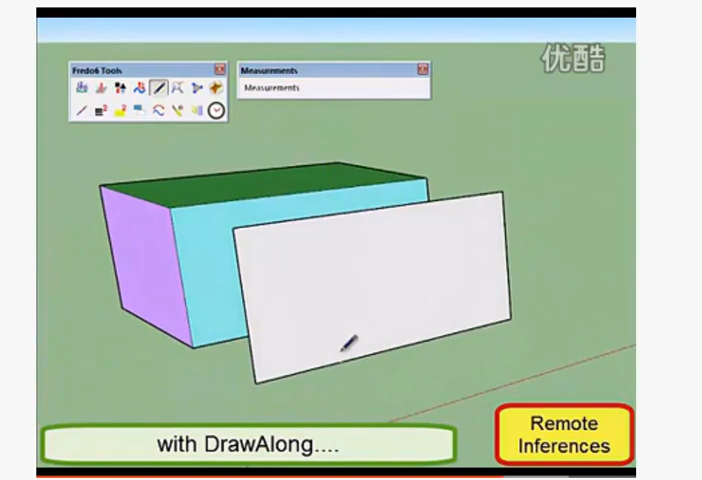 优酷
Fredo6 Tools
Measurements
Measurements
with DrawAlong....
Remote
Inferences